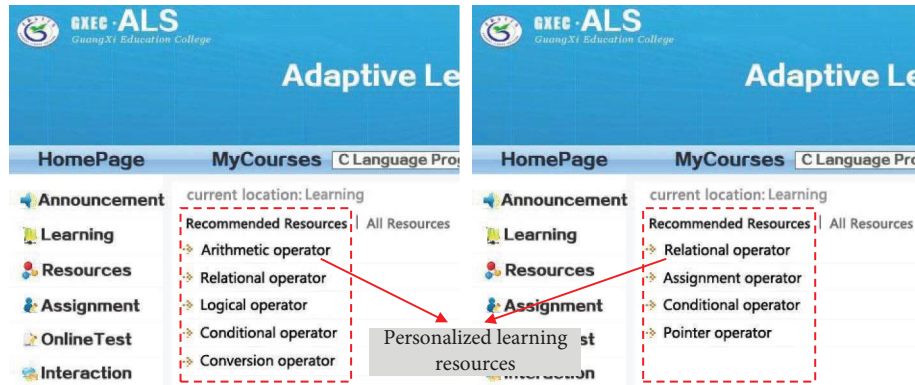 GXEC·ALS
GuangXi Education College
Adaptive Le
HomePage MyCourses C Language Prog
Announcement
Learning
Resources
Assignment
OnlineTest
Interaction
current location: Learning
Recommended Resources | All Resources
Arithmetic operator
Relational operator
Logical operator
Conditional operator
Conversion operator
GXEC·ALS
GuangXi Education College
Adaptive Le
HomePage MyCourses C Language Pro
Announcement
Learning
Resources
Assignment
st
current location: Learning
Recommended Resources | All Resources
Relational operator
Assignment operator
Conditional operator
Pointer operator
Personalized learning
resources